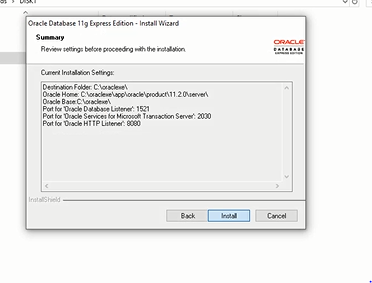 DISK1
Oracle Database 11g Express Edition - Install Wizard
Summary
Review settings before proceeding with the installation.
ORACLE
DATABASE
EXPRESS EDITION
Current Installation Settings:
Destination Folder: C:\oraclexe\
Oracle Home: C:\oraclexe\app\oracle\product\11.2.0\server\
Oracle Base:C:\oraclexe\
Port for 'Oracle Database Listener': 1521
Port for 'Oracle Services for Microsoft Transaction Server': 2030
Port for 'Oracle HTTP Listener': 8080
InstallShield
Back
Install
Cancel